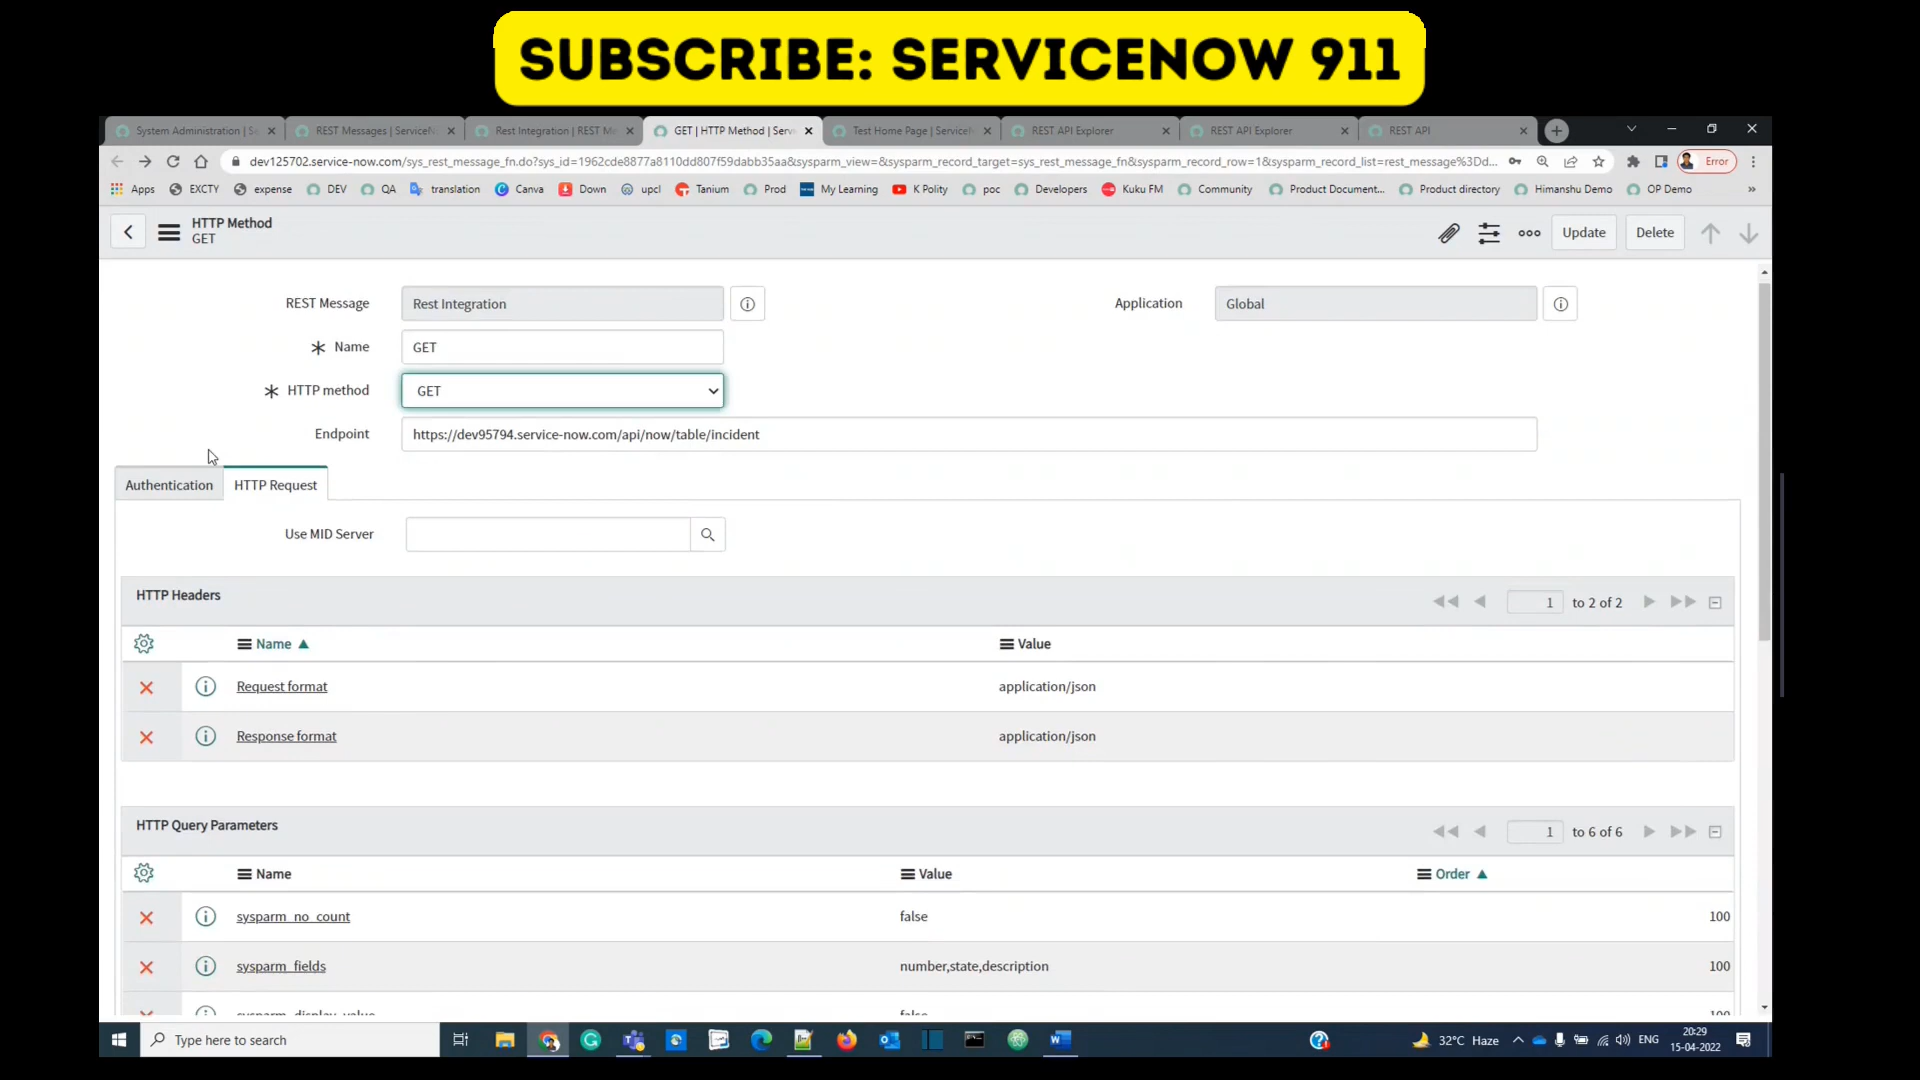 SUBSCRIBE: SERVICENOW 911
System Administration | S
REST Messages | ServiceN
Rest Integration | REST Me
GET | HTTP Method | Serv
Test Home Page | ServiceN
REST API Explorer
REST API Explorer
REST API
dev125702.service-now.com/sys_rest_message_fn.do?sys_id=1962cde8877a8110dd807f59dabb35aa&sysparm_view=&sysparm_record_target=sys_rest_message_fn&sysparm_record_row=1&sysparm_record_list=rest_message%3Dd...
Error
Apps
EXCTY
expense
DEV
QA
translation
Canva
Down
upcl
Tanium
Prod
My Learning
K Polity
poc
Developers
Kuku FM
Community
Product Document...
Product directory
Himanshu Demo
OP Demo
»
HTTP Method
GET
Update
Delete
REST Message
Rest Integration
Application
Global
Name
GET
HTTP method
GET
Endpoint
https://dev95794.service-now.com/api/now/table/incident
Authentication
HTTP Request
Use MID Server
HTTP Headers
1 to 2 of 2
Name
Value
Request format
application/json
Response format
application/json
HTTP Query Parameters
1 to 6 of 6
Name
Value
Order
sysparm_no_count
false
100
sysparm_fields
number,state,description
100
sysparm_display_value
false
100
Type here to search
32°C Haze
ENG
20:29
15-04-2022